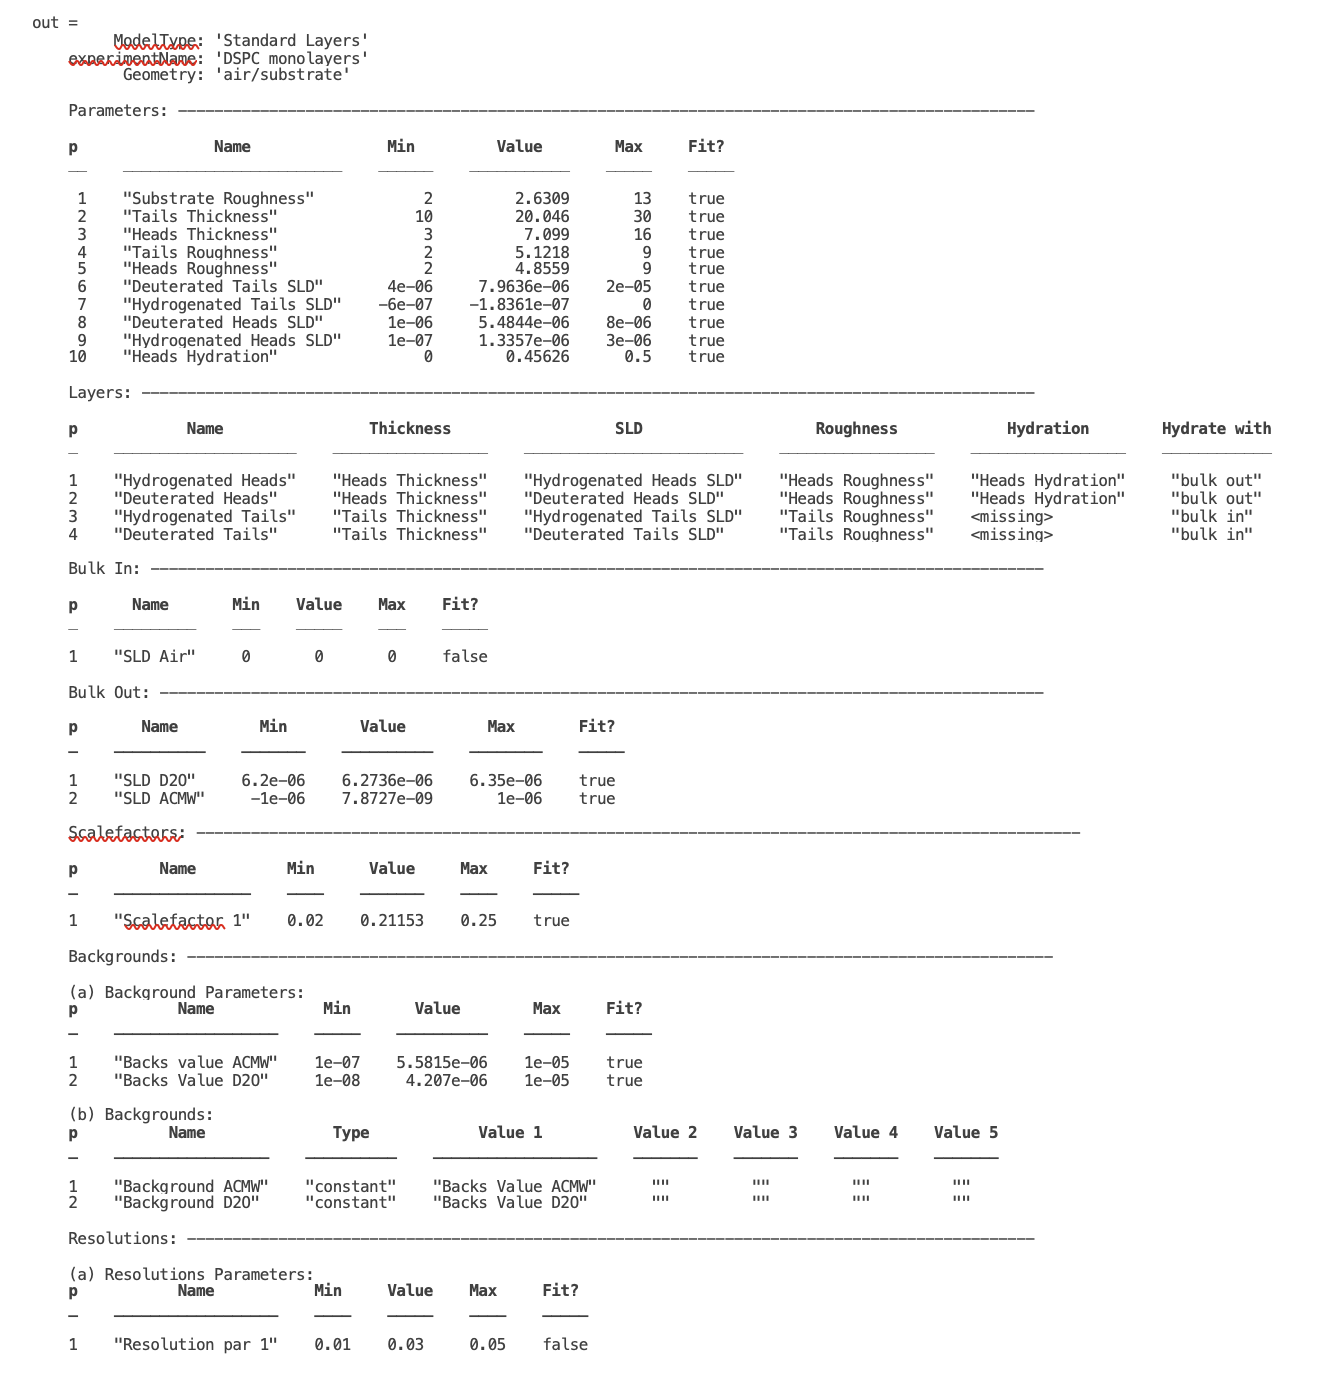 out =
ModelType: 'Standard Layers'
experimentName: 'DSPC monolayers'
Geometry: 'air/substrate'
Parameters: ----------------------------------------------------------------------------------------------
p Name Min Value Max Fit?
1 "Substrate Roughness" 2 2.6309 13 true
2 "Tails Thickness" 10 20.046 30 true
3 "Heads Thickness" 3 7.099 16 true
4 "Tails Roughness" 2 5.1218 9 true
5 "Heads Roughness" 2 4.8559 9 true
6 "Deuterated Tails SLD" 4e-06 7.9636e-06 2e-05 true
7 "Hydrogenated Tails SLD" -6e-07 -1.8361e-07 0 true
8 "Deuterated Heads SLD" 1e-06 5.4844e-06 8e-06 true
9 "Hydrogenated Heads SLD" 1e-07 1.3357e-06 3e-06 true
10 "Heads Hydration" 0 0.45626 0.5 true
Layers: --------------------------------------------------------------------------------------------------
p Name Thickness SLD Roughness Hydration Hydrate with
1 "Hydrogenated Heads" "Heads Thickness" "Hydrogenated Heads SLD" "Heads Roughness" "Heads Hydration" "bulk out"
2 "Deuterated Heads" "Heads Thickness" "Deuterated Heads SLD" "Heads Roughness" "Heads Hydration" "bulk out"
3 "Hydrogenated Tails" "Tails Thickness" "Hydrogenated Tails SLD" "Tails Roughness" <missing> "bulk in"
4 "Deuterated Tails" "Tails Thickness" "Deuterated Tails SLD" "Tails Roughness" <missing> "bulk in"
Bulk In: --------------------------------------------------------------------------------------------------
p Name Min Value Max Fit?
1 "SLD Air" 0 0 0 false
Bulk Out: -------------------------------------------------------------------------------------------------
p Name Min Value Max Fit?
1 "SLD D2O" 6.2e-06 6.2736e-06 6.35e-06 true
2 "SLD ACMW" -1e-06 7.8727e-09 1e-06 true
Scalefactors: -------------------------------------------------------------------------------------------------
p Name Min Value Max Fit?
1 "Scalefactor 1" 0.02 0.21153 0.25 true
Backgrounds: -----------------------------------------------------------------------------------------------
(a) Background Parameters:
p Name Min Value Max Fit?
1 "Backs value ACMW" 1e-07 5.5815e-06 1e-05 true
2 "Backs Value D2O" 1e-08 4.207e-06 1e-05 true
(b) Backgrounds:
p Name Type Value 1 Value 2 Value 3 Value 4 Value 5
1 "Background ACMW" "constant" "Backs Value ACMW" "" "" "" ""
2 "Background D2O" "constant" "Backs Value D2O" "" "" "" ""
Resolutions: ---------------------------------------------------------------------------------------------
(a) Resolutions Parameters:
p Name Min Value Max Fit?
1 "Resolution par 1" 0.01 0.03 0.05 false